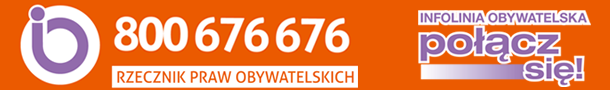 800 676 676
RZECZNIK PRAW OBYWATELSKICH
INFOLINIA OBYWATELSKA
połącz
się!